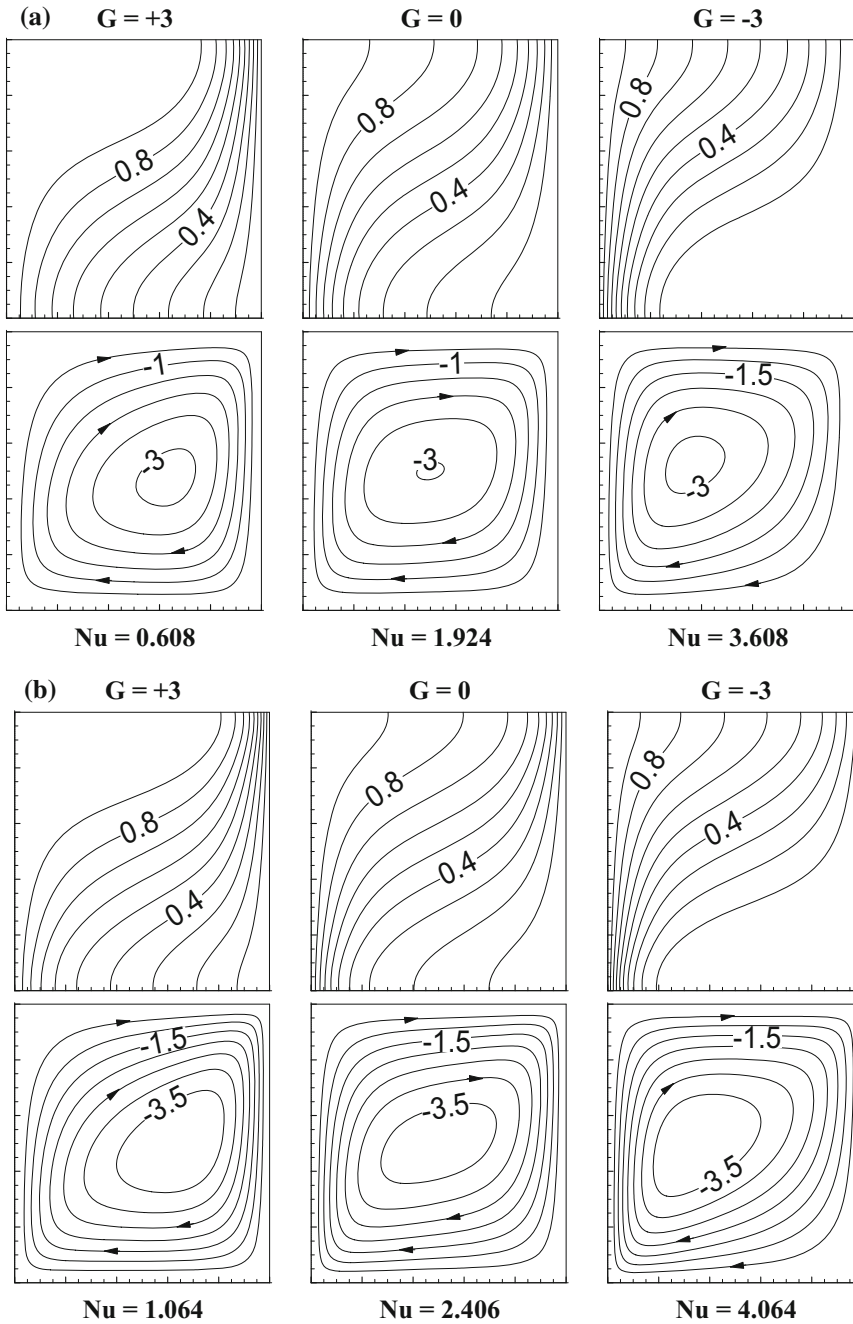 (a) G = +3 G = 0 G = -3
0.8 0.8 0.8
0.4 0.4 0.4
-1 -1 -1.5
-3 -3 -3
Nu = 0.608 Nu = 1.924 Nu = 3.608
(b) G = +3 G = 0 G = -3
0.8 0.8 0.8
0.4 0.4 0.4
-1.5 -1.5 -1.5
-3.5 -3.5 -3.5
Nu = 1.064 Nu = 2.406 Nu = 4.064